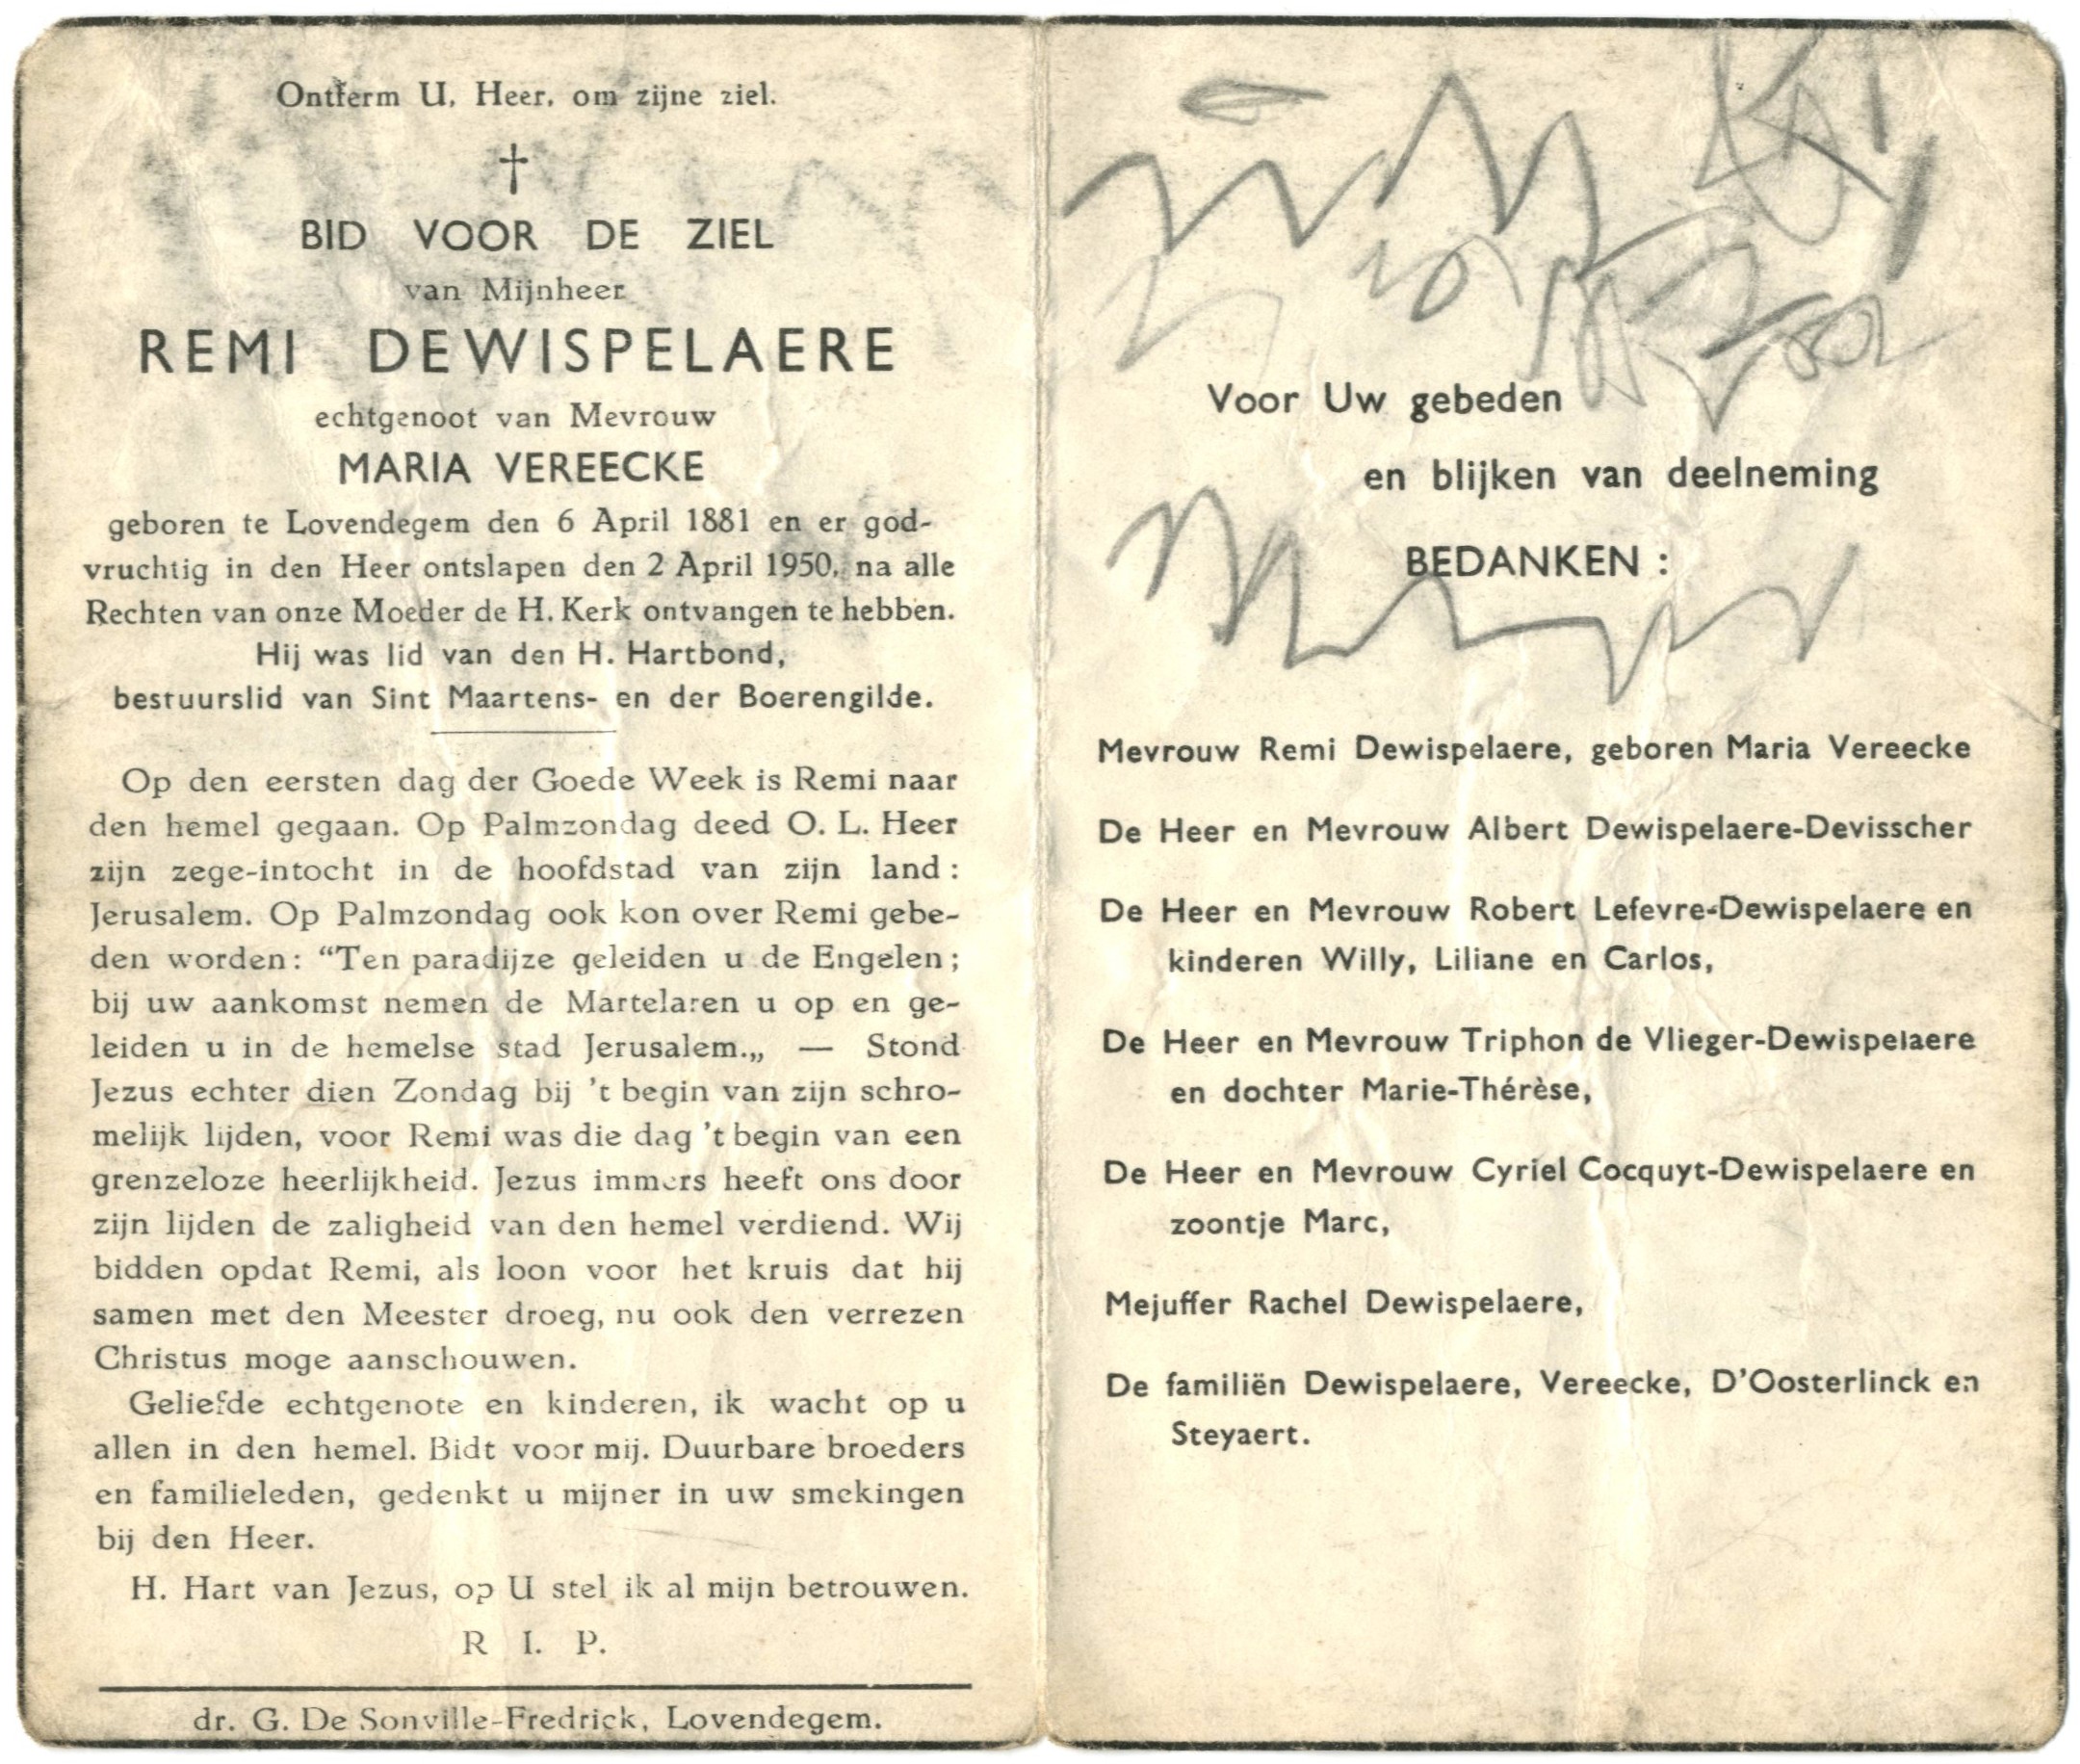 Ontferm U, Heer, om zijne ziel.
†
BID VOOR DE ZIEL
van Mijnheer
REMI DEWISPELAERE
echtgenoot van Mevrouw
MARIA VEREECKE
geboren te Lovendegem den 6 April 1881 en er god-
vruchtig in den Heer ontslapen den 2 April 1950, na alle
Rechten van onze Moeder de H. Kerk ontvangen te hebben.
Hij was lid van den H. Hartbond,
bestuurslid van Sint Maartens- en der Boerengilde.
Op den eersten dag der Goede Week is Remi naar
den hemel gegaan. Op Palmzondag deed O. L. Heer
zijn zege-intocht in de hoofdstad van zijn land :
Jerusalem. Op Palmzondag ook kon over Remi gebe-
den worden: “Ten paradijze geleiden u de Engelen;
bij uw aankomst nemen de Martelaren u op en ge-
leiden u in de hemelse stad Jerusalem.„ — Stond
Jezus echter dien Zondag bij 't begin van zijn schro-
melijk lijden, voor Remi was die dag 't begin van een
grenzeloze heerlijkheid. Jezus immers heeft ons door
zijn lijden de zaligheid van den hemel verdiend. Wij
bidden opdat Remi, als loon voor het kruis dat hij
samen met den Meester droeg, nu ook den verrezen
Christus moge aanschouwen.
Geliefde echtgenote en kinderen, ik wacht op u
allen in den hemel. Bidt voor mij. Duurbare broeders
en familieleden, gedenkt u mijner in uw smekingen
bij den Heer.
H. Hart van Jezus, op U stel ik al mijn betrouwen.
R I. P.
dr. G. De Sonville-Fredrick, Lovendegem.
Voor Uw gebeden
en blijken van deelneming
BEDANKEN :
Mevrouw Remi Dewispelaere, geboren Maria Vereecke
De Heer en Mevrouw Albert Dewispelaere-Devisscher
De Heer en Mevrouw Robert Lefevre-Dewispelaere en
kinderen Willy, Liliane en Carlos,
De Heer en Mevrouw Triphon de Vlieger-Dewispelaere
en dochter Marie-Thérèse,
De Heer en Mevrouw Cyriel Cocquyt-Dewispelaere en
zoontje Marc,
Mejuffer Rachel Dewispelaere,
De familiën Dewispelaere, Vereecke, D'Oosterlinck en
Steyaert.